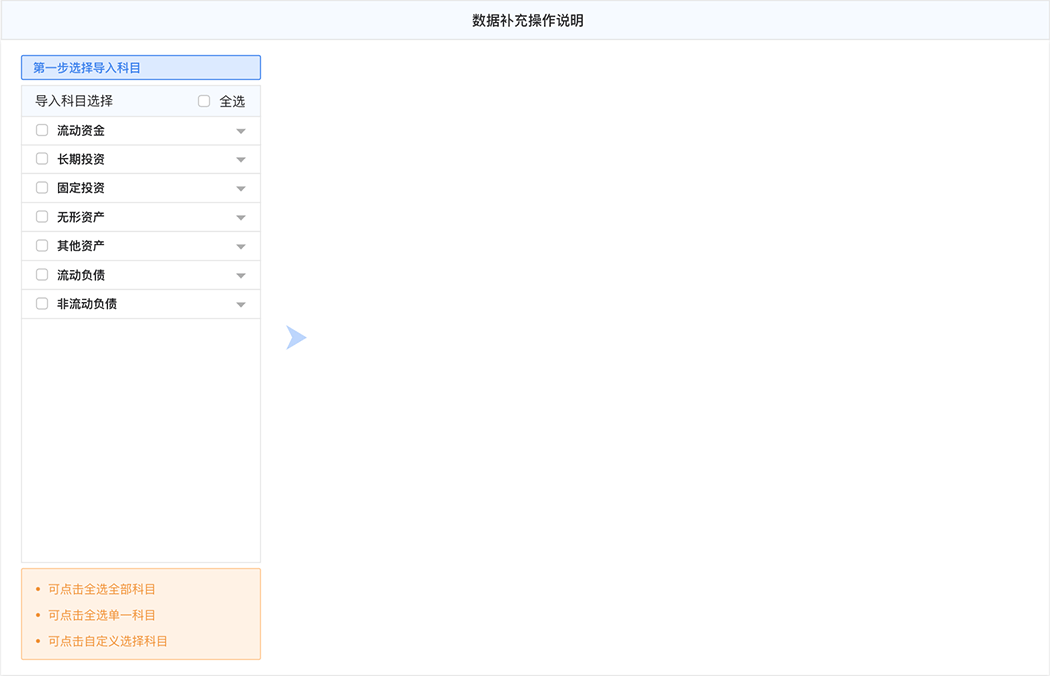 数据补充操作说明
第一步选择导入科目
导入科目选择 全选
流动资金
长期投资
固定投资
无形资产
其他资产
流动负债
非流动负债
• 可点击全选全部科目
• 可点击全选单一科目
• 可点击自定义选择科目